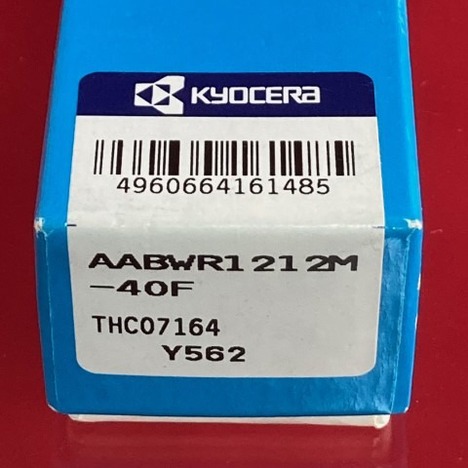 KYOCERA
4960664161485
AABWR1212M
-40F
THC07164
Y562